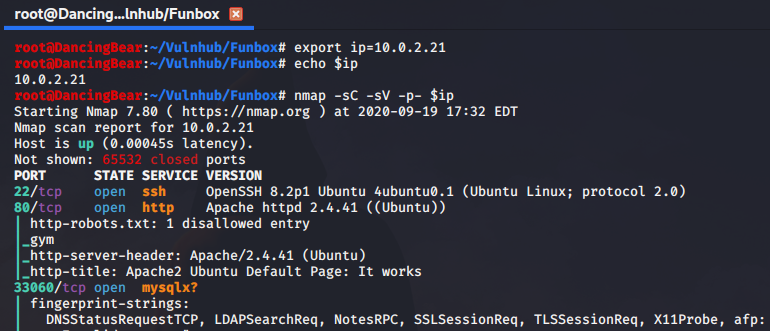 root@Dancing...lnhub/Funbox
root@DancingBear:~/Vulnhub/Funbox# export ip=10.0.2.21
root@DancingBear:~/Vulnhub/Funbox# echo $ip
10.0.2.21
root@DancingBear:~/Vulnhub/Funbox# nmap -sC -sV -p- $ip
Starting Nmap 7.80 ( https://nmap.org ) at 2020-09-19 17:32 EDT
Nmap scan report for 10.0.2.21
Host is up (0.00045s latency).
Not shown: 65532 closed ports
PORT      STATE SERVICE VERSION
22/tcp    open  ssh     OpenSSH 8.2p1 Ubuntu 4ubuntu0.1 (Ubuntu Linux; protocol 2.0)
80/tcp    open  http    Apache httpd 2.4.41 ((Ubuntu))
| http-robots.txt: 1 disallowed entry
|_gym
|_http-server-header: Apache/2.4.41 (Ubuntu)
|_http-title: Apache2 Ubuntu Default Page: It works
33060/tcp open  mysqlx?
| fingerprint-strings:
|   DNSStatusRequestTCP, LDAPSearchReq, NotesRPC, SSLSessionReq, TLSSessionReq, X11Probe, afp: